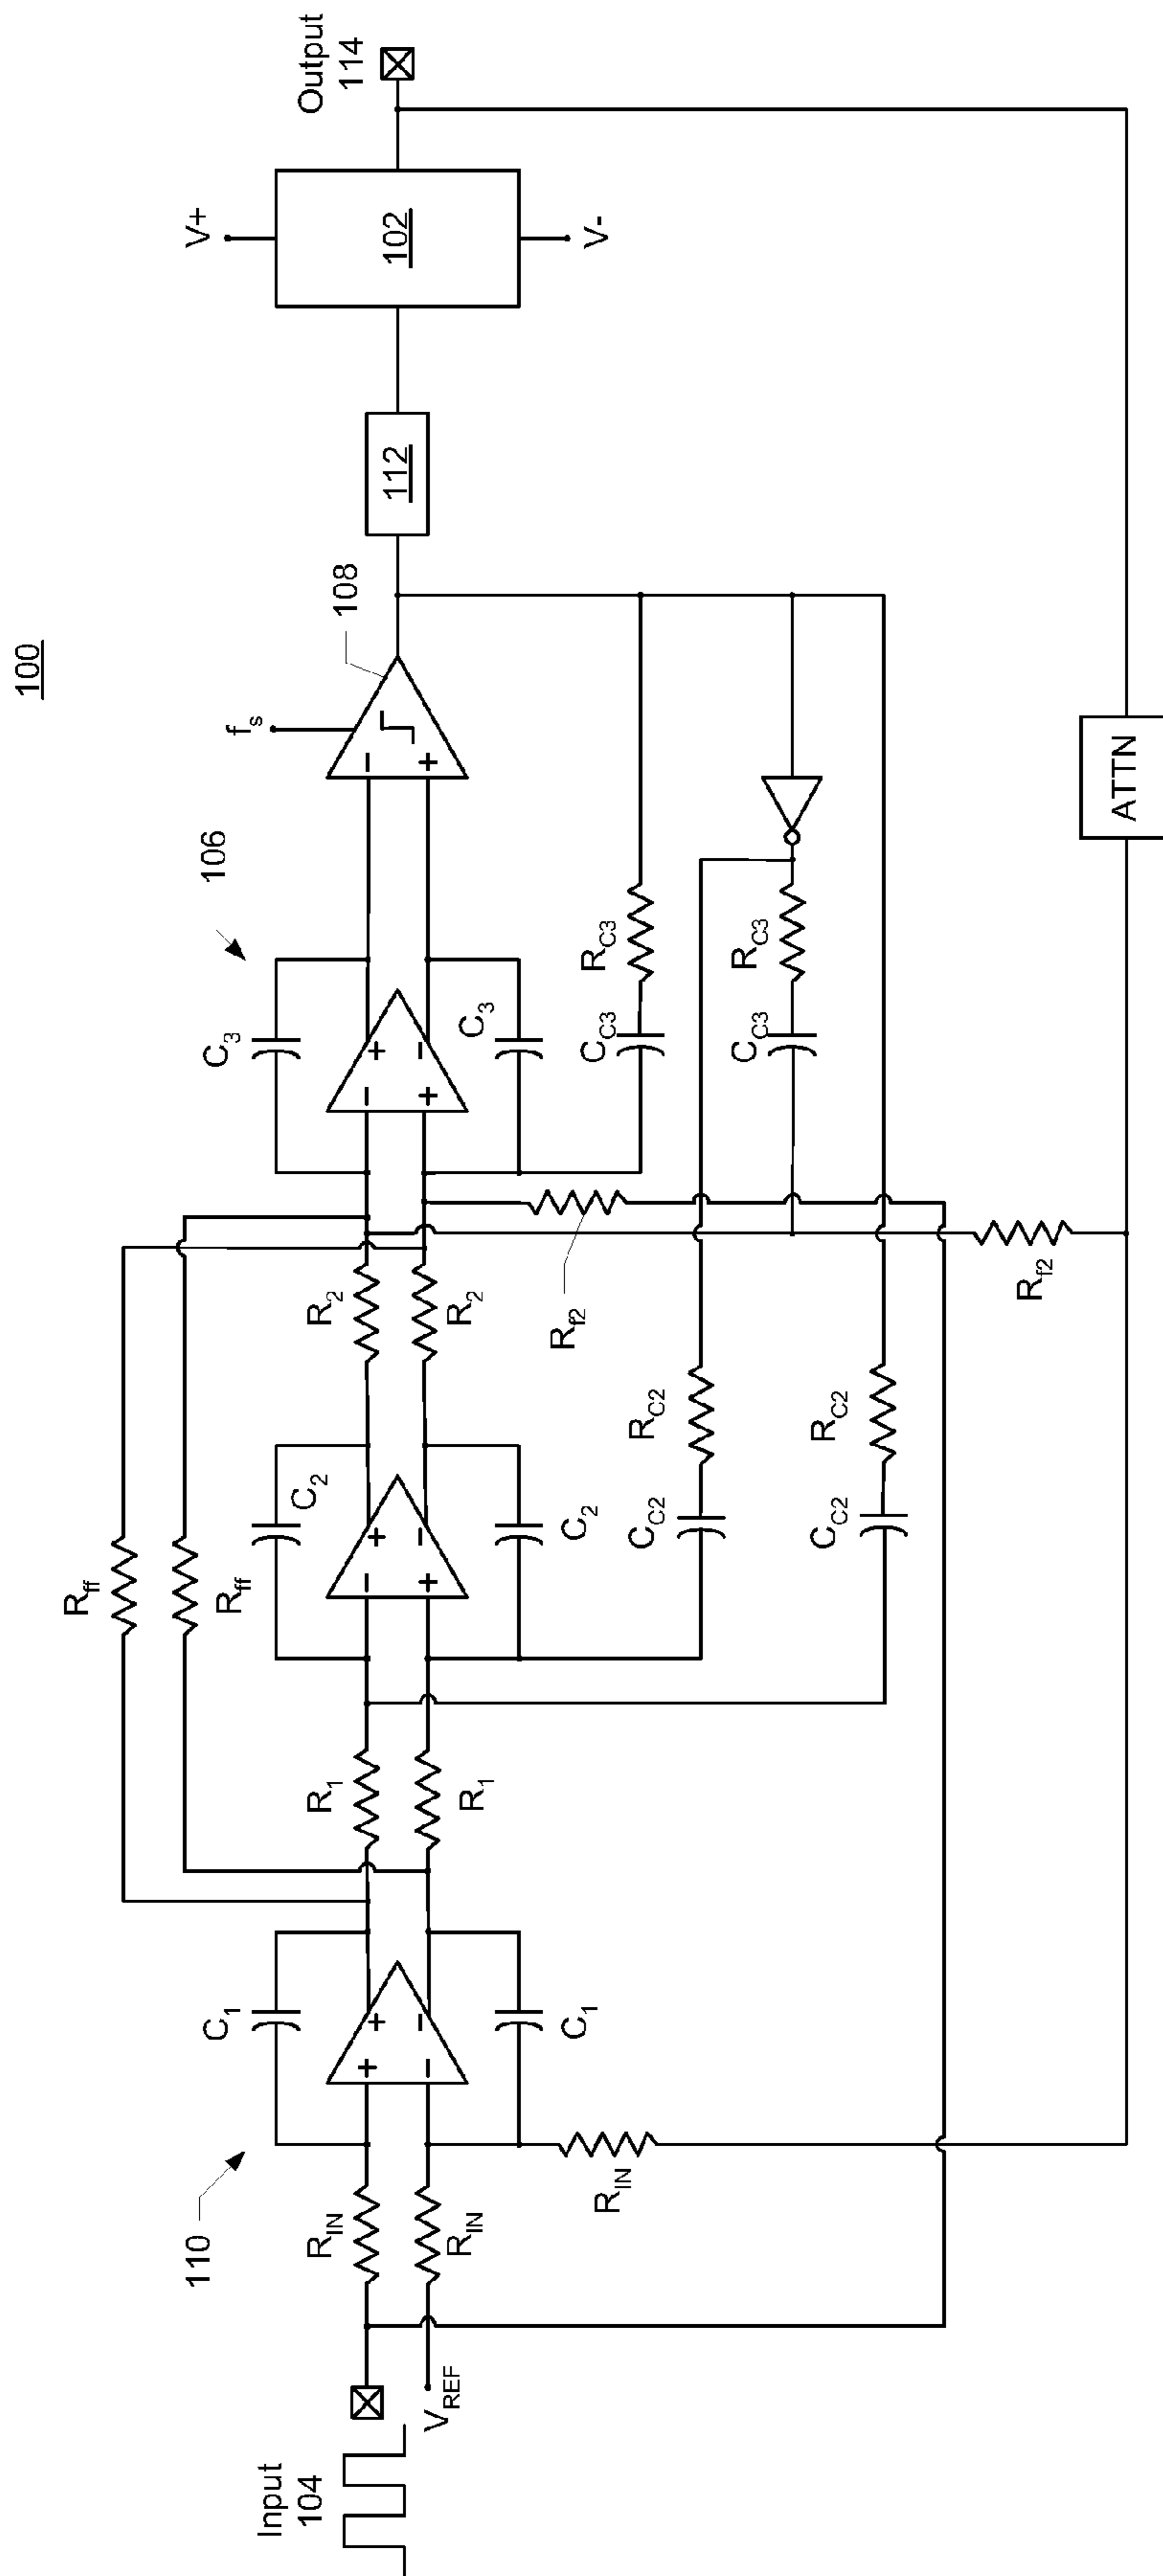 100
Input
104
V_REF
110
R_IN
R_IN
R_IN
C_1
C_1
R_1
R_1
R_ff
R_ff
C_2
C_2
R_2
R_2
R_f2
R_f2
C_C2
R_C2
C_C2
R_C2
106
C_3
C_3
C_C3
R_C3
C_C3
R_C3
f_s
108
112
V+
102
V-
Output
114
ATTN
+
-
+
-
-
+
+
-
-
+
+
-
-
+